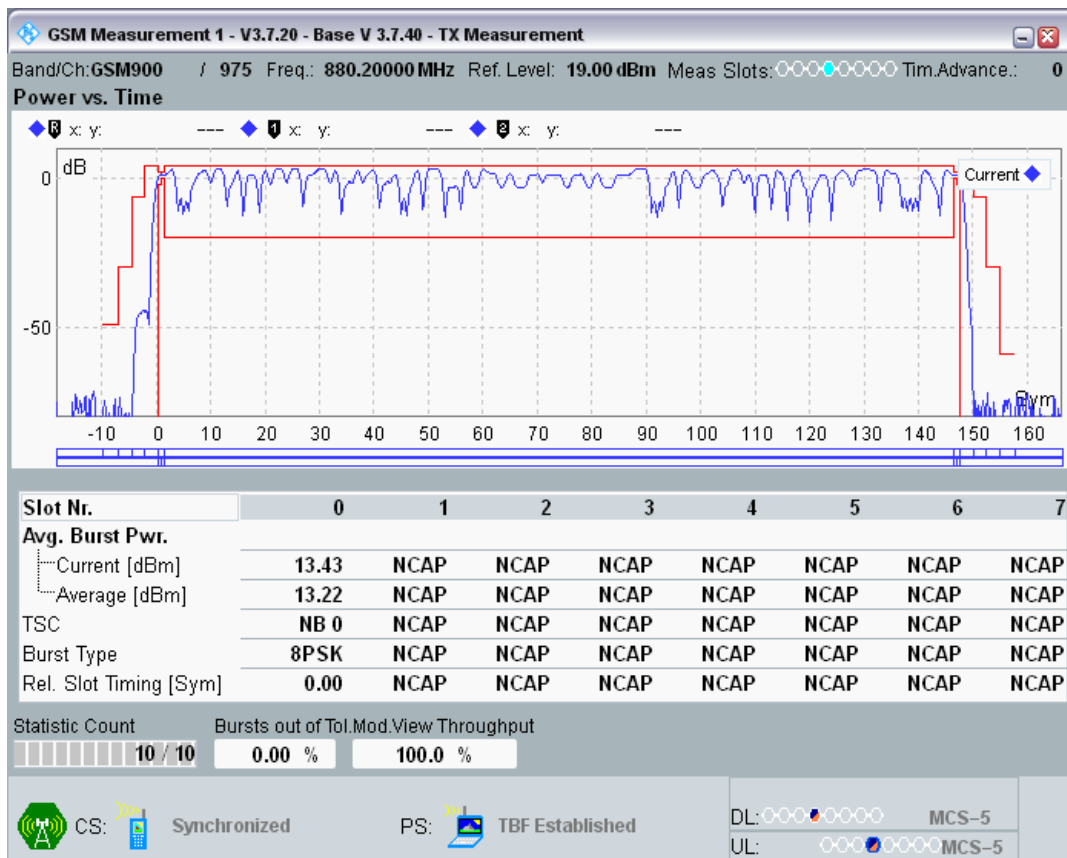 GSM Measurement 1 - V3.7.20 - Base V 3.7.40 - TX Measurement
Band/Ch:GSM900 / 975 Freq.: 880.20000 MHz Ref. Level: 19.00 dBm Meas Slots: Tim.Advance.: 0
Power vs. Time
R x: y: --- 1 x: y: --- 2 x: y: ---
dB
Current
0
-50
Sym
-10 0 10 20 30 40 50 60 70 80 90 100 110 120 130 140 150 160
Slot Nr. 0 1 2 3 4 5 6 7
Avg. Burst Pwr.
Current [dBm] 13.43 NCAP NCAP NCAP NCAP NCAP NCAP NCAP
Average [dBm] 13.22 NCAP NCAP NCAP NCAP NCAP NCAP NCAP
TSC NB 0 NCAP NCAP NCAP NCAP NCAP NCAP NCAP
Burst Type 8PSK NCAP NCAP NCAP NCAP NCAP NCAP NCAP
Rel. Slot Timing [Sym] 0.00 NCAP NCAP NCAP NCAP NCAP NCAP NCAP
Statistic Count Bursts out of Tol. Mod.View Throughput
10 / 10 0.00 % 100.0 %
CS: Synchronized PS: TBF Established DL: MCS-5
UL: MCS-5